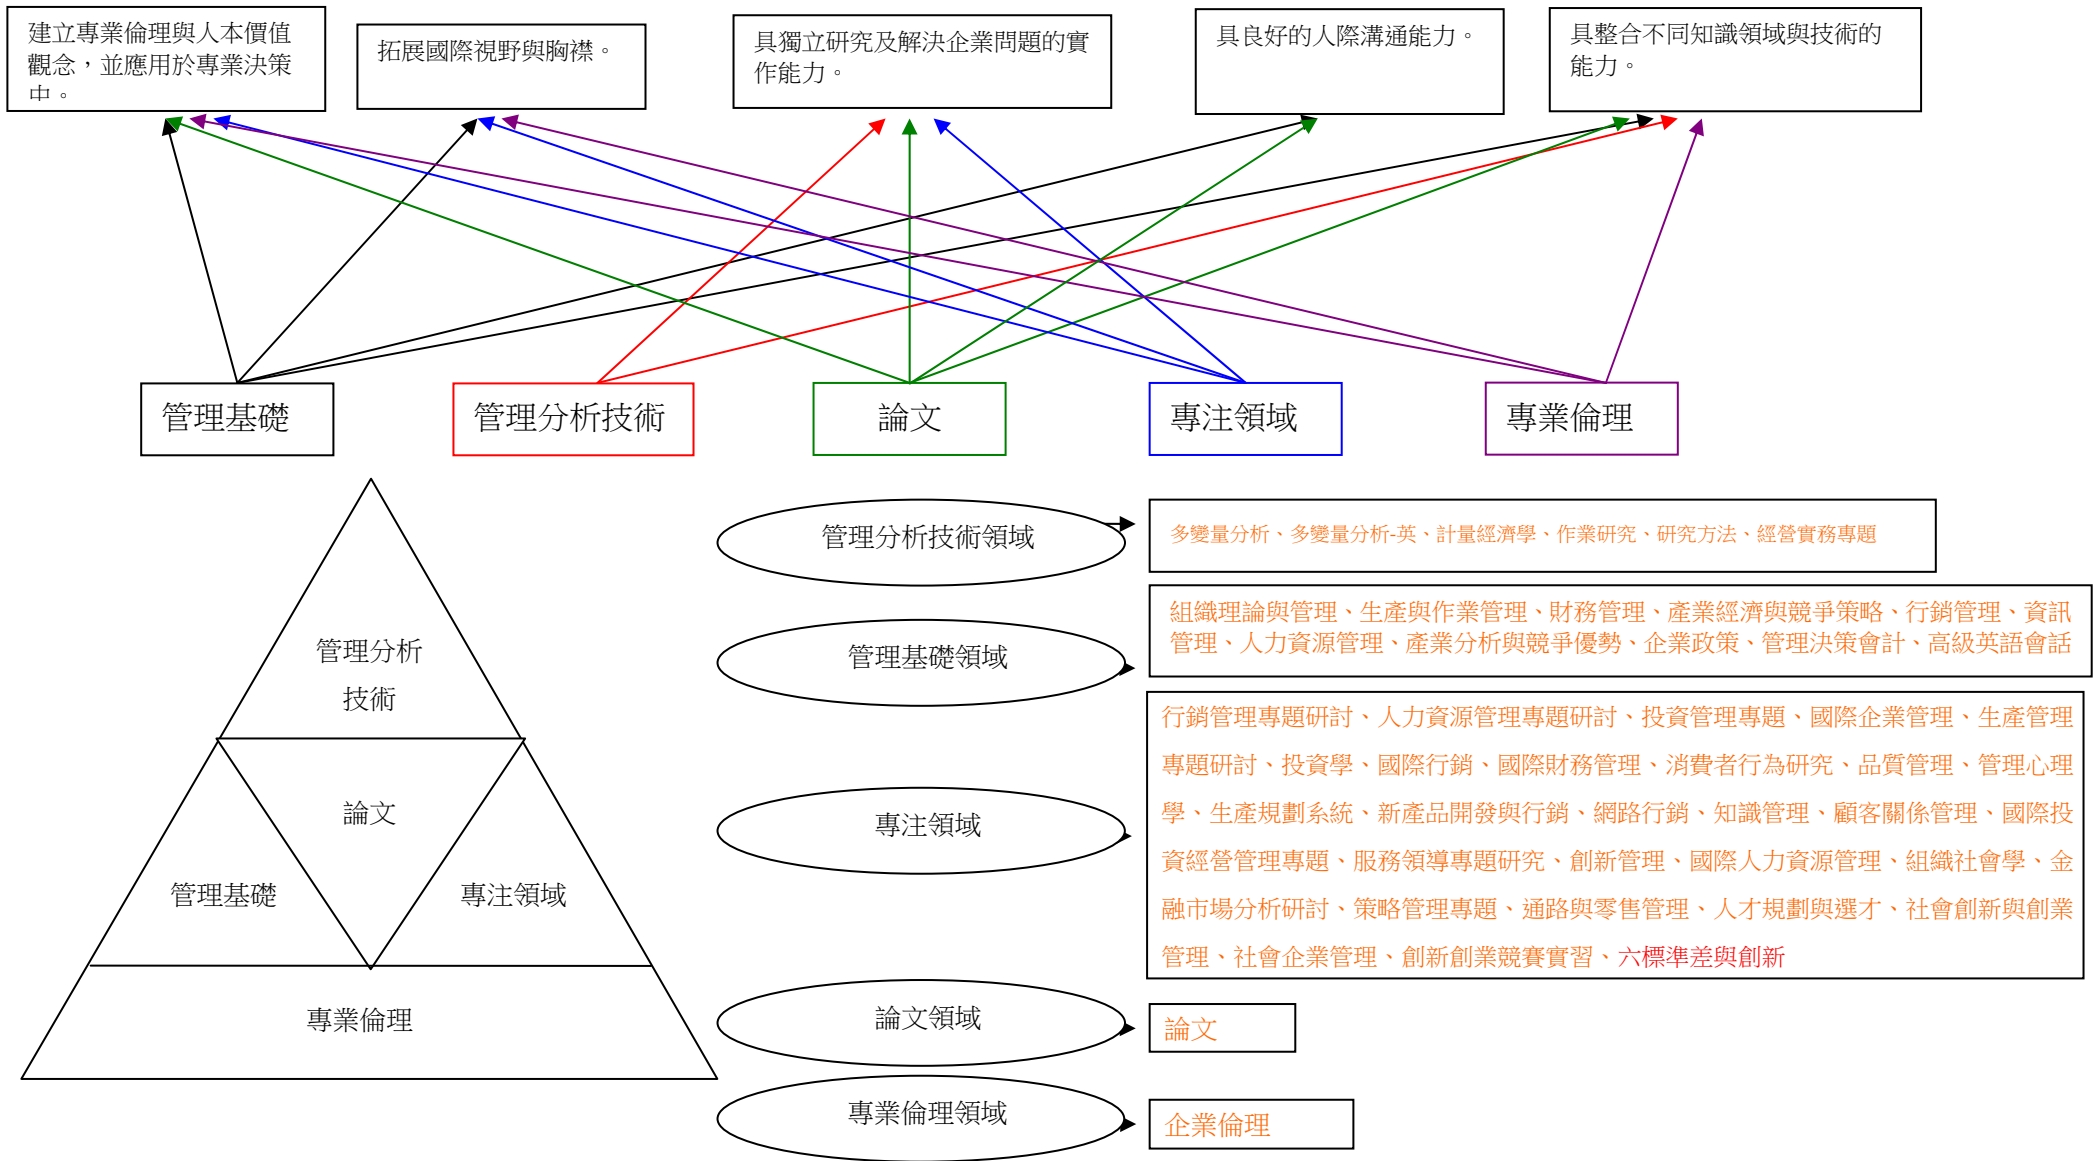 建立專業倫理與人本價值
觀念，並應用於專業決策
中。
拓展國際視野與胸襟。
具獨立研究及解決企業問題的實
作能力。
具良好的人際溝通能力。
具整合不同知識領域與技術的
能力。
管理基礎
管理分析技術
論文
專注領域
專業倫理
管理分析
技術
論文
管理基礎
專注領域
專業倫理
管理分析技術領域
多變量分析、多變量分析-英、計量經濟學、作業研究、研究方法、經營實務專題
管理基礎領域
組織理論與管理、生產與作業管理、財務管理、產業經濟與競爭策略、行銷管理、資訊
管理、人力資源管理、產業分析與競爭優勢、企業政策、管理決策會計、高級英語會話
專注領域
行銷管理專題研討、人力資源管理專題研討、投資管理專題、國際企業管理、生產管理
專題研討、投資學、國際行銷、國際財務管理、消費者行為研究、品質管理、管理心理
學、生產規劃系統、新產品開發與行銷、網路行銷、知識管理、顧客關係管理、國際投
資經營管理專題、服務領導專題研究、創新管理、國際人力資源管理、組織社會學、金
融市場分析研討、策略管理專題、通路與零售管理、人才規劃與選才、社會創新與創業
管理、社會企業管理、創新創業競賽實習、六標準差與創新
論文領域
論文
專業倫理領域
企業倫理